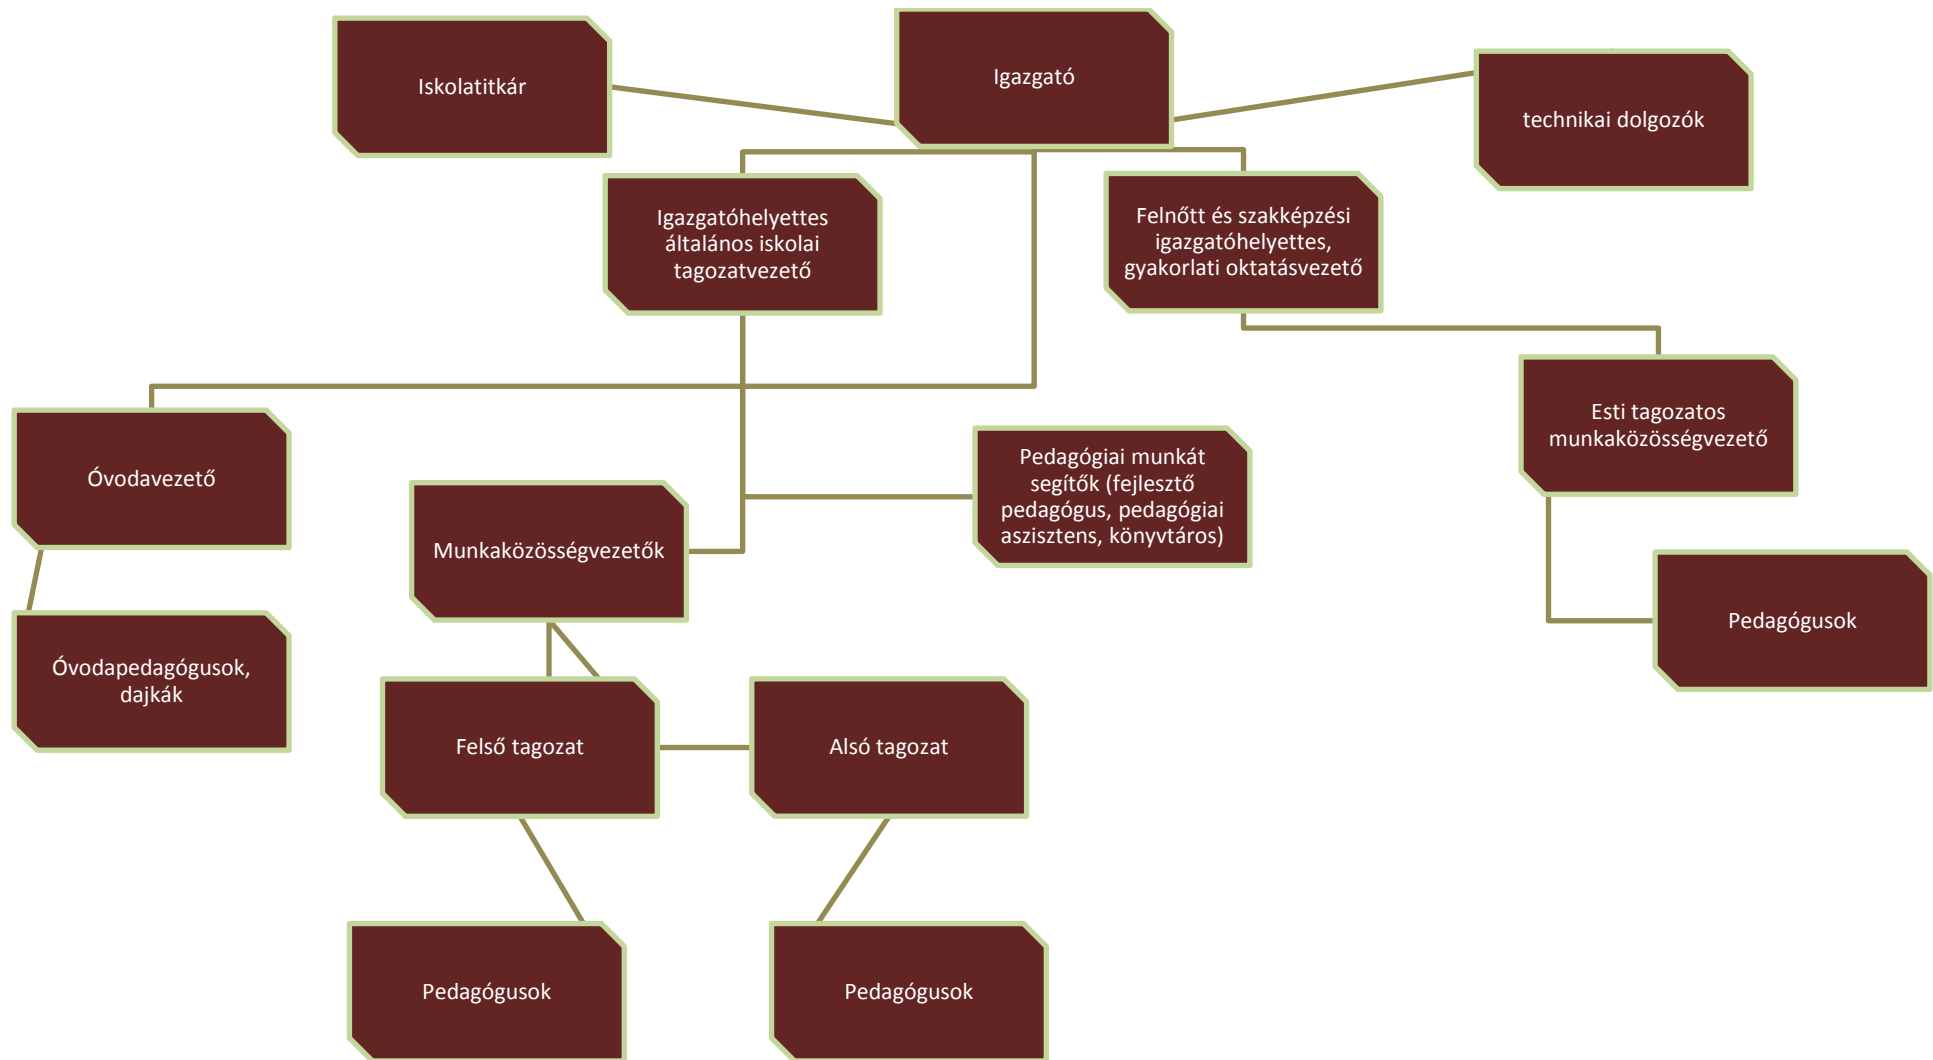 Iskolatitkár
Igazgató
technikai dolgozók
Igazgatóhelyettes
általános iskolai
tagozatvezető
Felnőtt és szakképzési
igazgatóhelyettes,
gyakorlati oktatásvezető
Óvodavezető
Munkaközösségvezetők
Pedagógiai munkát
segítők (fejlesztő
pedagógus, pedagógiai
aszisztens, könyvtáros)
Esti tagozatos
munkaközösségvezető
Óvodapedagógusok,
dajkák
Pedagógusok
Felső tagozat
Alsó tagozat
Pedagógusok
Pedagógusok